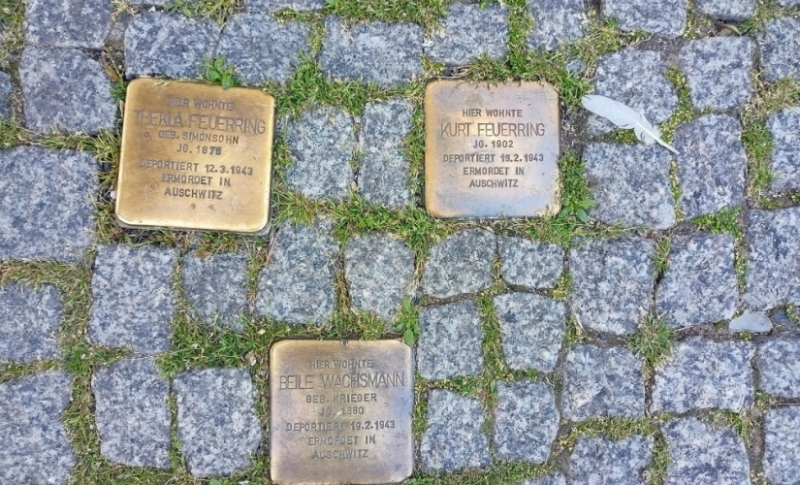 HIER WOHNTE
THEKLA FEUERRING
GEB. SIMONSOHN
JG. 1878
DEPORTIERT 12.3.1943
ERMORDET IN
AUSCHWITZ
HIER WOHNTE
KURT FEUERRING
JG. 1902
DEPORTIERT 19.2.1943
ERMORDET IN
AUSCHWITZ
HIER WOHNTE
BEILE WACHSMANN
GEB. KRIEGER
JG. 1880
DEPORTIERT 19.2.1943
ERMORDET IN
AUSCHWITZ